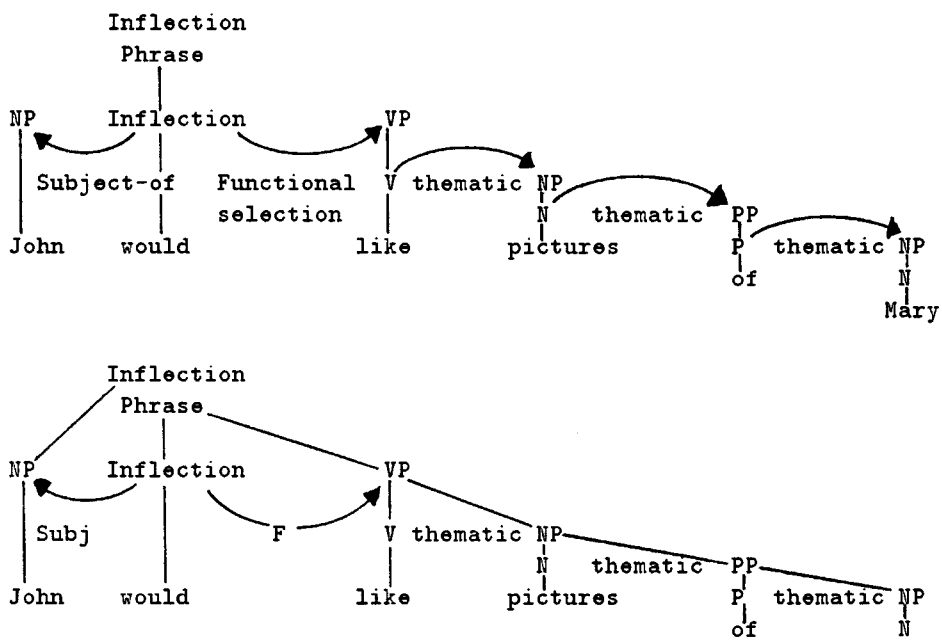 Inflection
Phrase
NP Inflection VP
Subject-of Functional V thematic NP
selection N thematic PP
John would like pictures P thematic NP
of N
Mary
Inflection
Phrase
NP Inflection VP
Subj F V thematic NP
N thematic PP
John would like pictures P thematic NP
of N